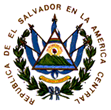 REPUBLICA DE EL SALVADOR EN LA AMERICA CENTRAL